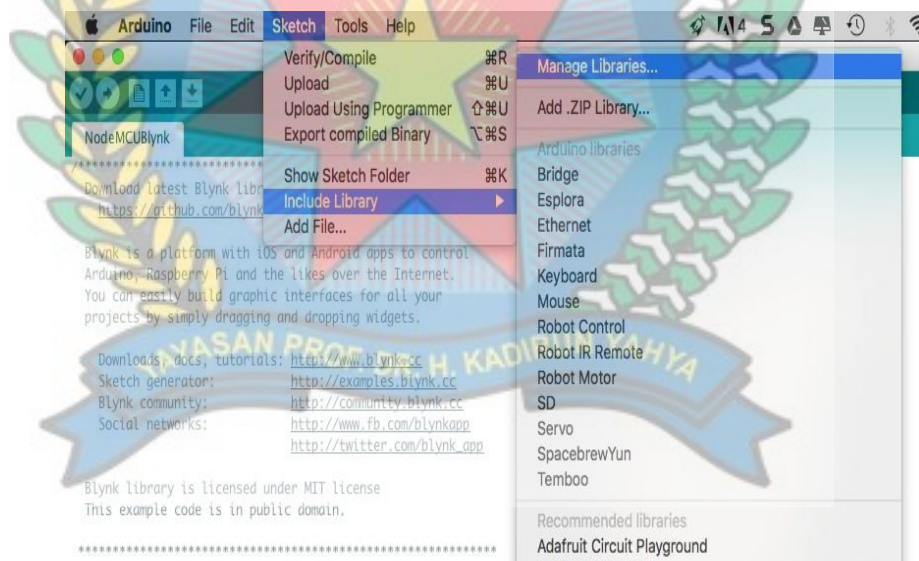 Arduino File Edit Sketch Tools Help
4
Verify/Compile ⌘R
Upload ⌘U
Upload Using Programmer ⇧⌘U
Export compiled Binary ⌥⌘S
Show Sketch Folder ⌘K
Include Library
Add File...
Manage Libraries...
Add .ZIP Library...
Arduino libraries
Bridge
Esplora
Ethernet
Firmata
Keyboard
Mouse
Robot Control
Robot IR Remote
Robot Motor
SD
Servo
SpacebrewYun
Temboo
Recommended libraries
Adafruit Circuit Playground
NodeMCUBlynk
/*****************************
Download latest Blynk libr
https://github.com/blynk
Blynk is a platform with iOS and Android apps to control
Arduino, Raspberry Pi and the likes over the Internet.
You can easily build graphic interfaces for all your
projects by simply dragging and dropping widgets.
Downloads, docs, tutorials: http://www.blynk.cc
Sketch generator: http://examples.blynk.cc
Blynk community: http://community.blynk.cc
Social networks: http://www.fb.com/blynkapp
http://twitter.com/blynk_app
Blynk library is licensed under MIT license
This example code is in public domain.
*************************************************************
YAYASAN PROF. DR. H. KADIRUN YAHYA